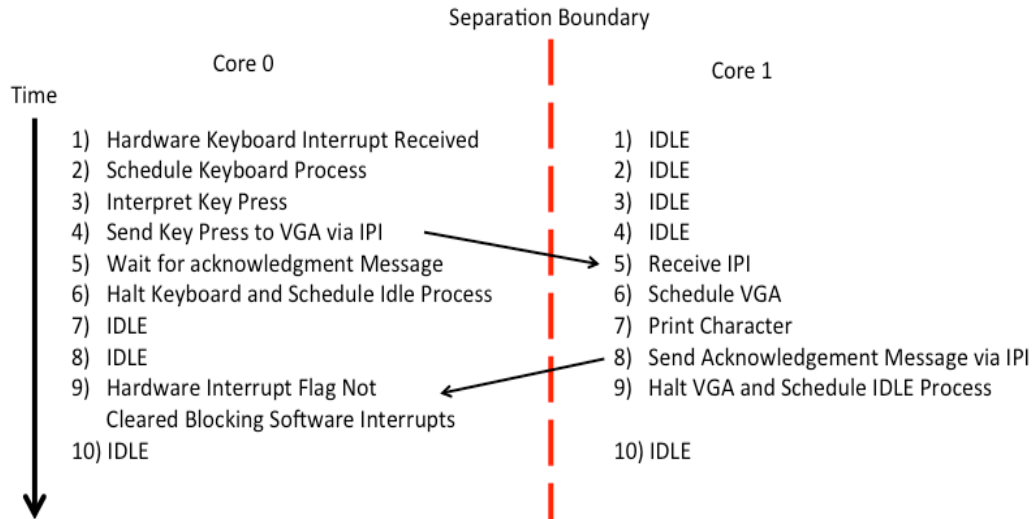 Separation Boundary
Core 0
Core 1
Time
1) Hardware Keyboard Interrupt Received
2) Schedule Keyboard Process
3) Interpret Key Press
4) Send Key Press to VGA via IPI
5) Wait for acknowledgment Message
6) Halt Keyboard and Schedule Idle Process
7) IDLE
8) IDLE
9) Hardware Interrupt Flag Not
Cleared Blocking Software Interrupts
10) IDLE
1) IDLE
2) IDLE
3) IDLE
4) IDLE
5) Receive IPI
6) Schedule VGA
7) Print Character
8) Send Acknowledgement Message via IPI
9) Halt VGA and Schedule IDLE Process
10) IDLE